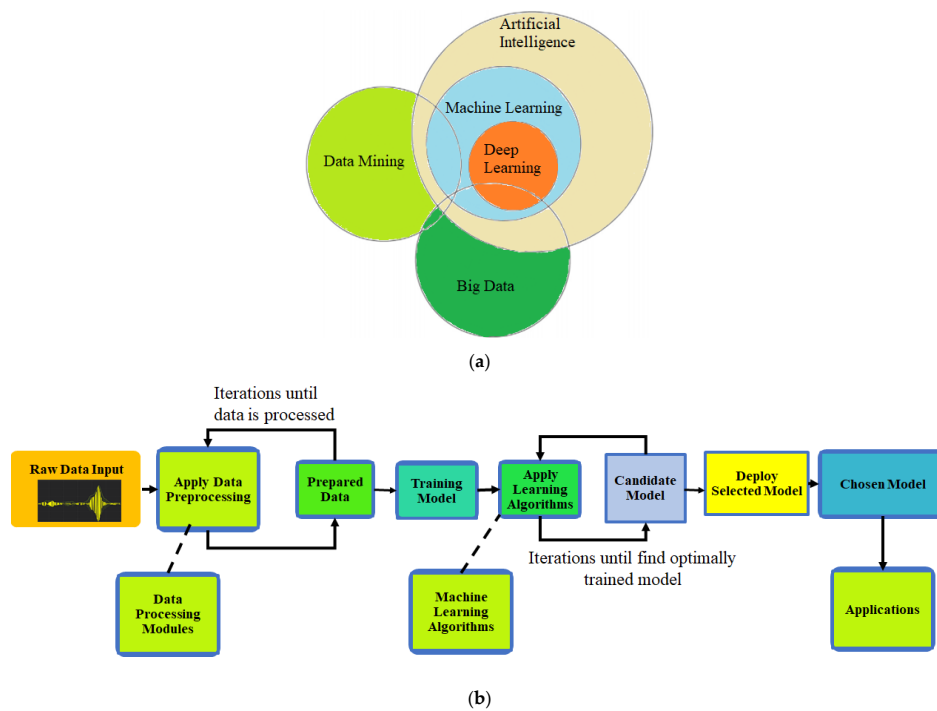 Artificial
Intelligence
Machine Learning
Data Mining
Deep
Learning
Big Data
(a)
Iterations until
data is processed
Raw Data Input
Apply Data
Preprocessing
Prepared
Data
Training
Model
Apply
Learning
Algorithms
Candidate
Model
Deploy
Selected Model
Chosen Model
Iterations until find optimally
trained model
Data
Processing
Modules
Machine
Learning
Algorithms
Applications
(b)